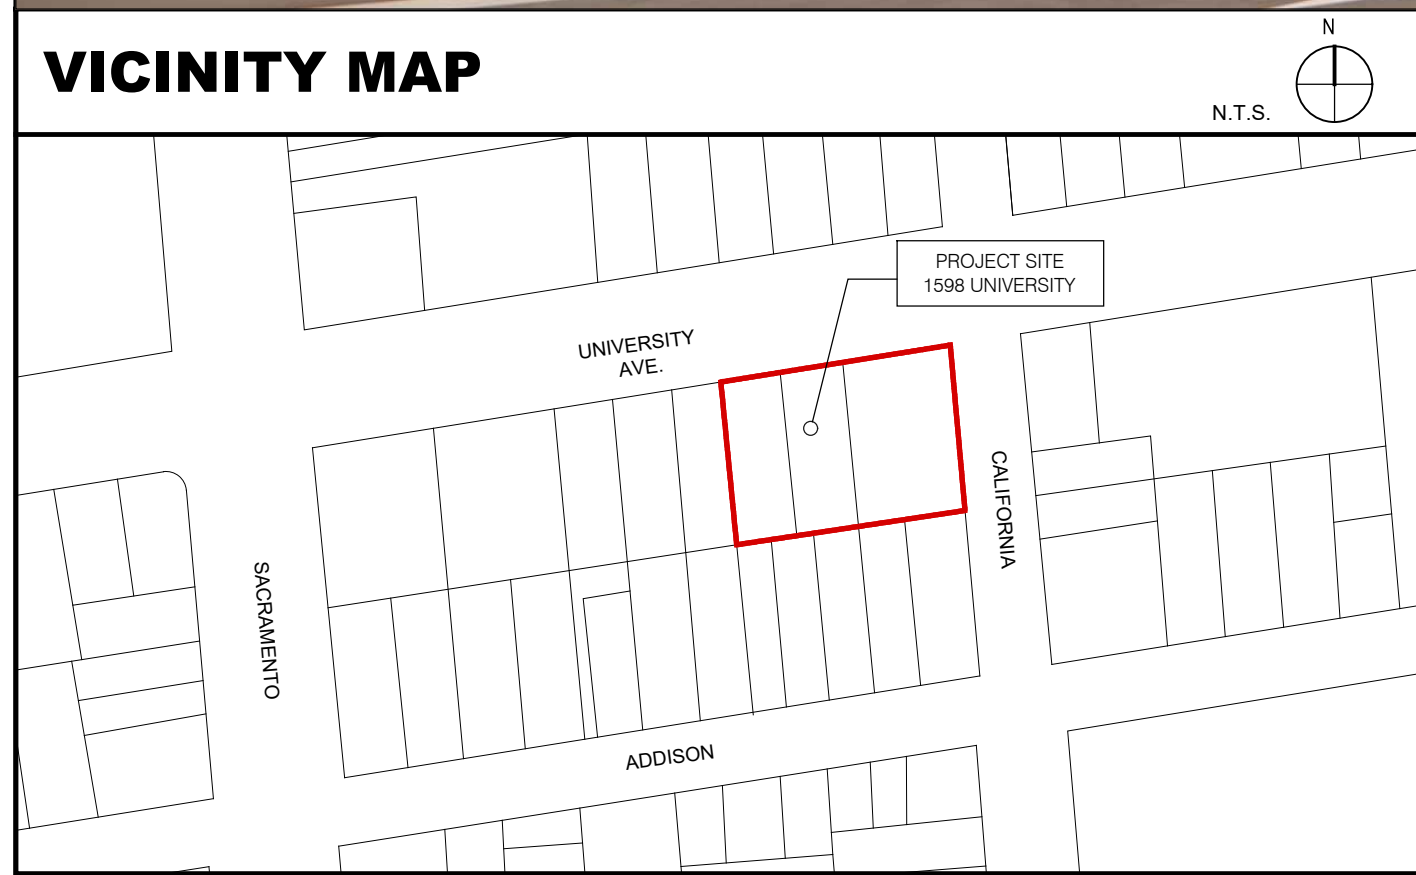 VICINITY MAP
N
N.T.S.
PROJECT SITE
1598 UNIVERSITY
UNIVERSITY
AVE.
CALIFORNIA
SACRAMENTO
ADDISON